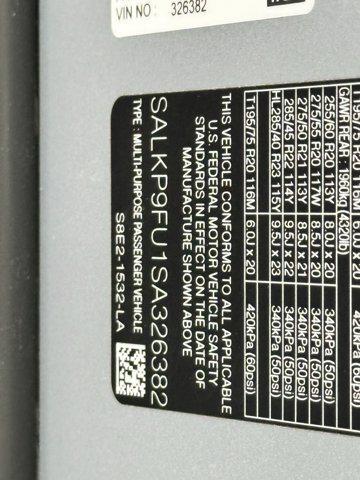 VIN NO : 326382
GAWR REAR: 1960kg (4320lb)
255/60 R20 113Y 8.0J x 20 340kPa (50psi)
275/55 R20 117W 8.5J x 20 340kPa (50psi)
275/50 R21 113Y 8.5J x 21 340kPa (50psi)
285/45 R22 114Y 9.5J x 22 340kPa (50psi)
HL285/40 R23 115Y 9.5J x 23 340kPa (50psi)
T195/75 R20 116M 6.0J x 20 420kPa (60psi)
THIS VEHICLE CONFORMS TO ALL APPLICABLE
U.S. FEDERAL MOTOR VEHICLE SAFETY
STANDARDS IN EFFECT ON THE DATE OF
MANUFACTURE SHOWN ABOVE
SALKP9FU1SA326382
TYPE : MULTI-PURPOSE PASSENGER VEHICLE
S8E2-1532-LA